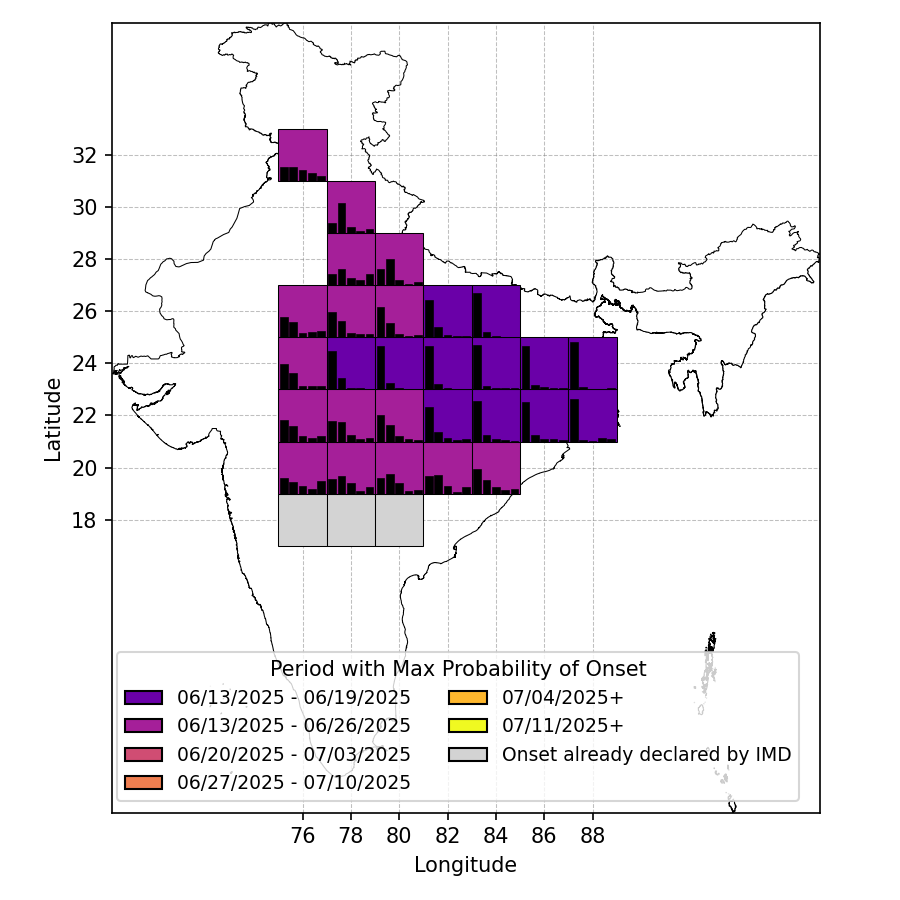 32
30
28
26
24
22
20
18
Latitude
Period with Max Probability of Onset
06/13/2025 - 06/19/2025
06/13/2025 - 06/26/2025
06/20/2025 - 07/03/2025
06/27/2025 - 07/10/2025
07/04/2025+
07/11/2025+
Onset already declared by IMD
76 78 80 82 84 86 88
Longitude